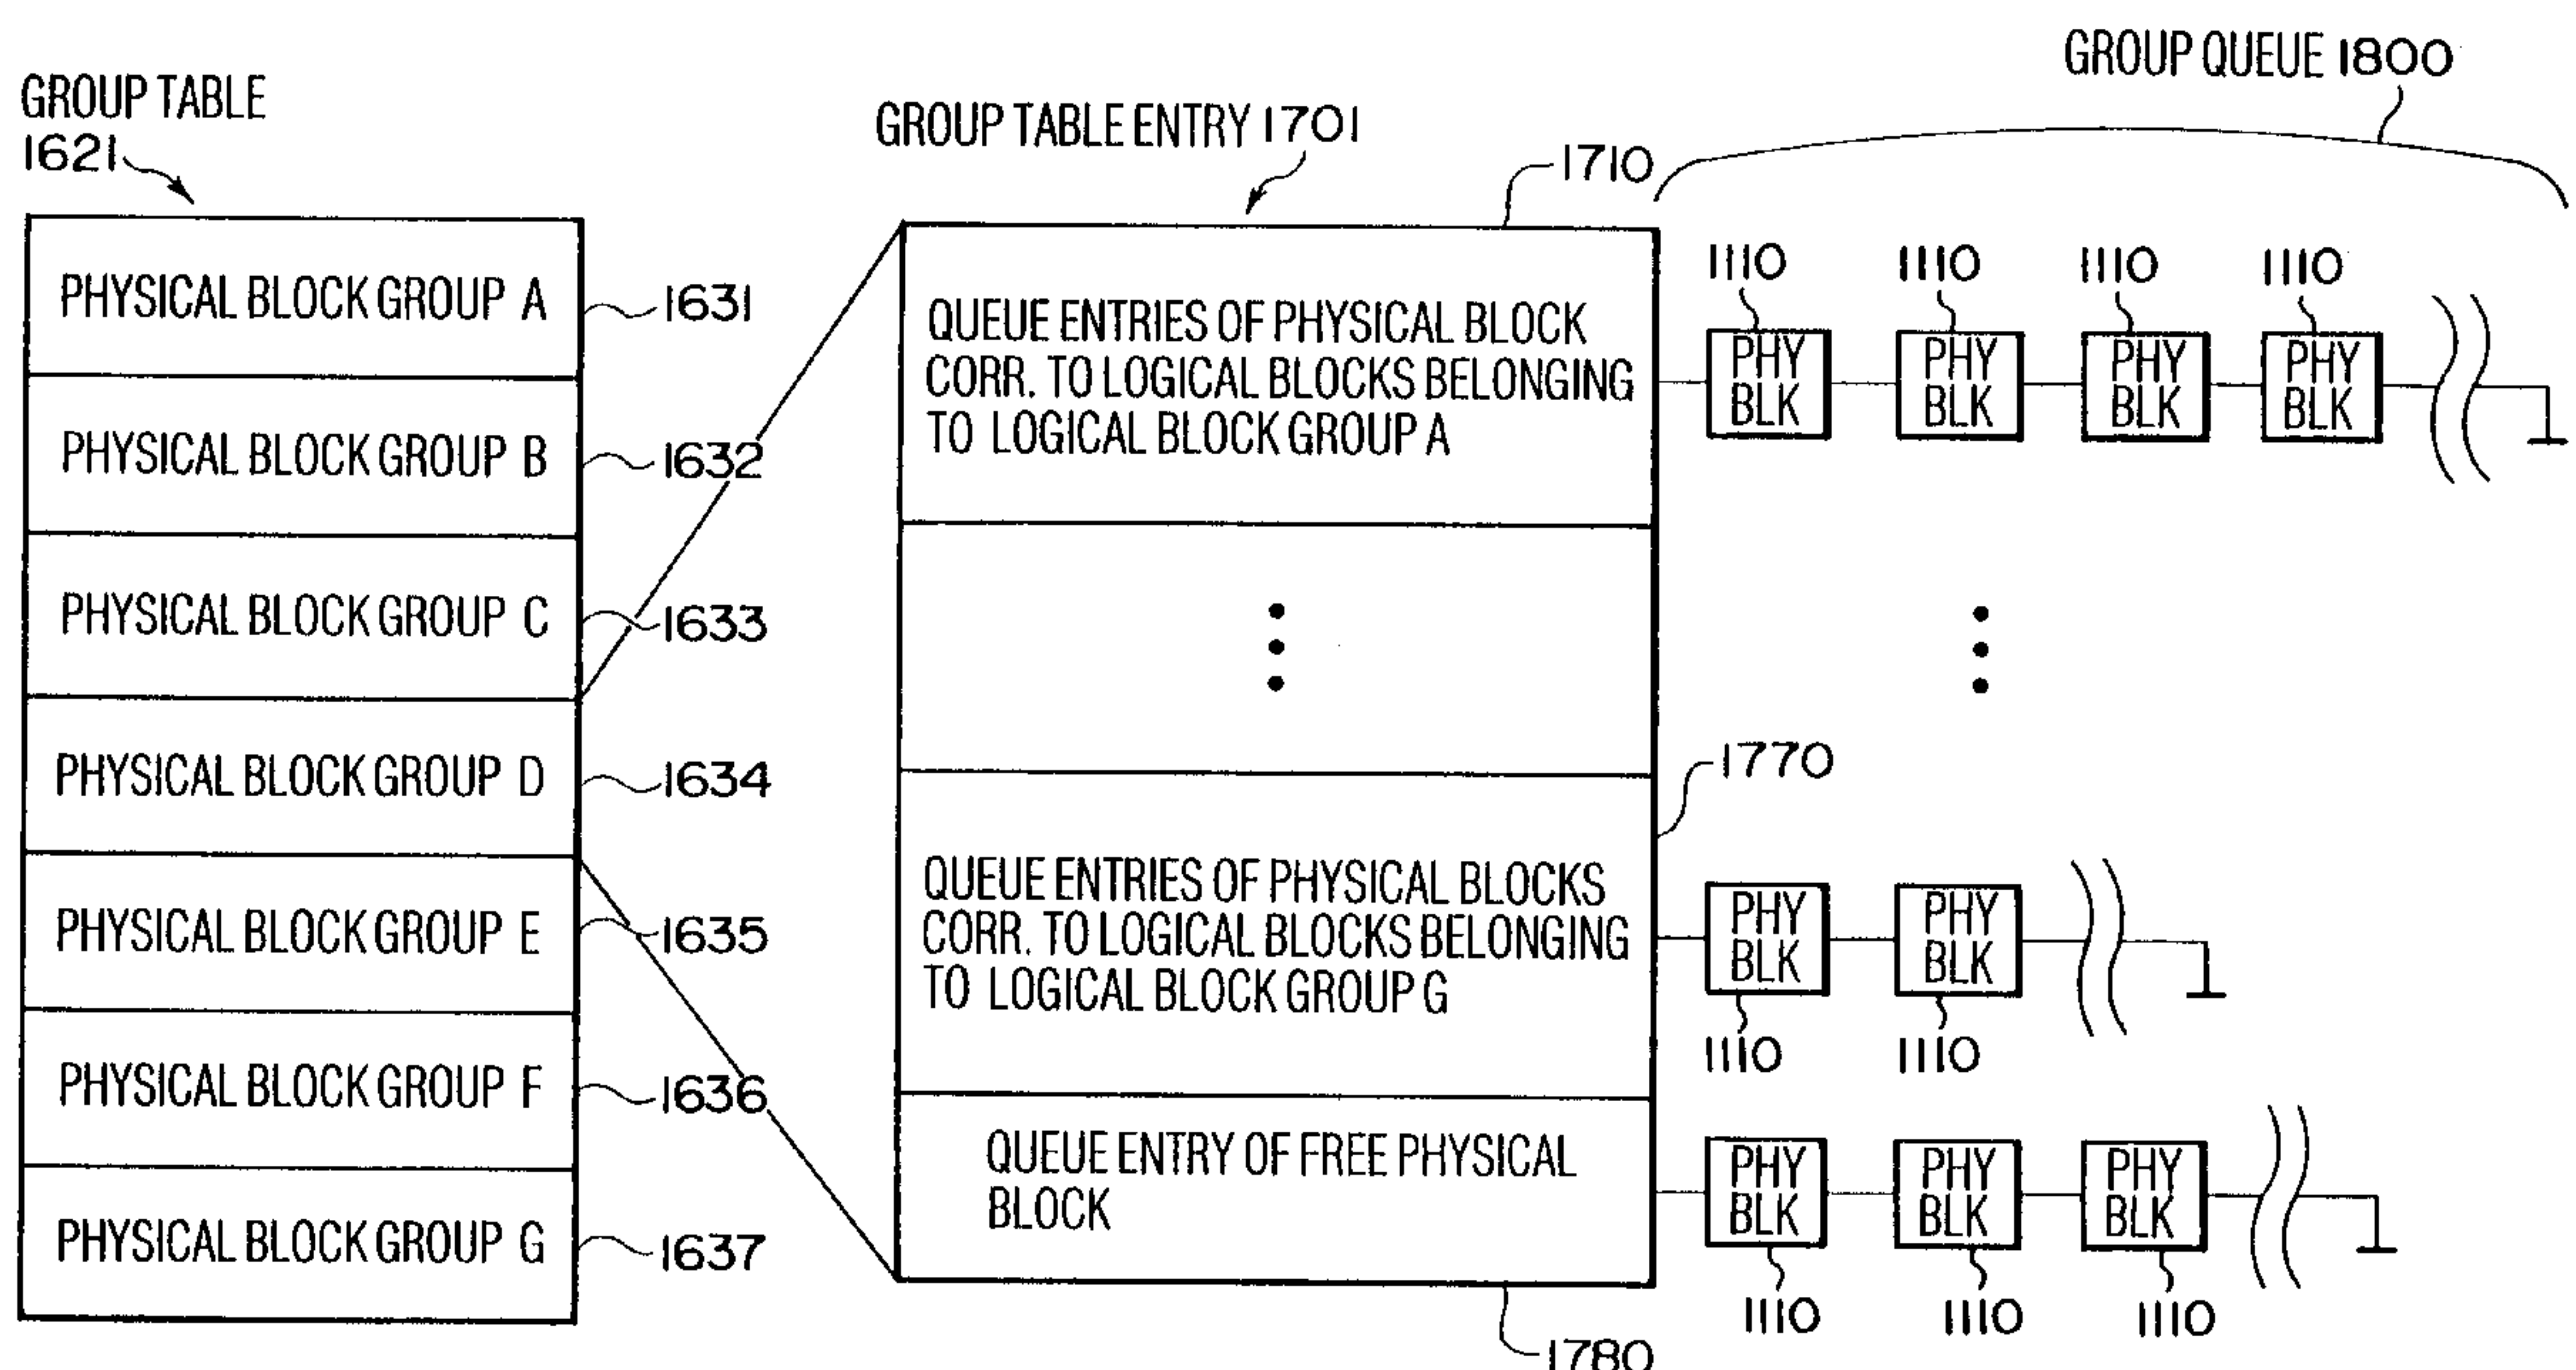 GROUP TABLE
1621
PHYSICAL BLOCK GROUP A
1631
PHYSICAL BLOCK GROUP B
1632
PHYSICAL BLOCK GROUP C
1633
PHYSICAL BLOCK GROUP D
1634
PHYSICAL BLOCK GROUP E
1635
PHYSICAL BLOCK GROUP F
1636
PHYSICAL BLOCK GROUP G
1637
GROUP TABLE ENTRY 1701
1710
QUEUE ENTRIES OF PHYSICAL BLOCK
CORR. TO LOGICAL BLOCKS BELONGING
TO LOGICAL BLOCK GROUP A
1770
QUEUE ENTRIES OF PHYSICAL BLOCKS
CORR. TO LOGICAL BLOCKS BELONGING
TO LOGICAL BLOCK GROUP G
QUEUE ENTRY OF FREE PHYSICAL
BLOCK
1780
GROUP QUEUE 1800
1110 1110 1110 1110
PHY PHY PHY PHY
BLK BLK BLK BLK
PHY PHY
BLK BLK
1110 1110
PHY PHY PHY
BLK BLK BLK
1110 1110 1110